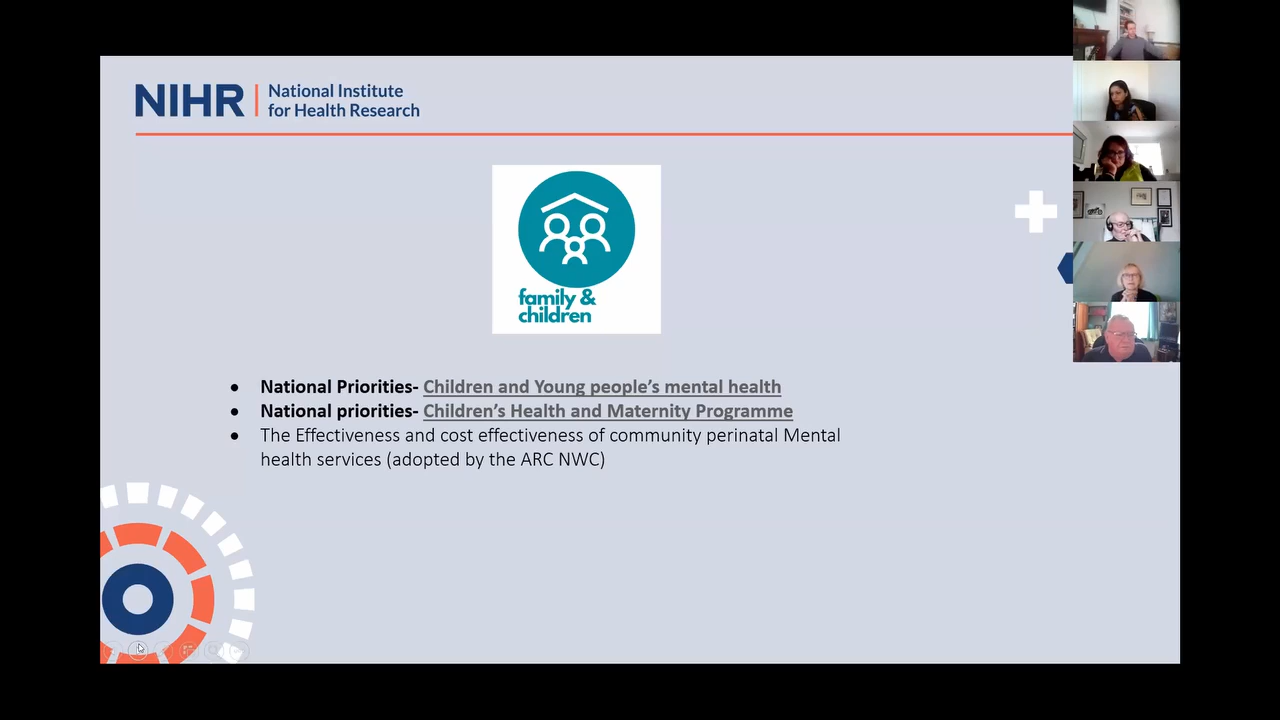 NIHR | National Institute
for Health Research
family &
children
● National Priorities- Children and Young people's mental health
● National priorities- Children's Health and Maternity Programme
● The Effectiveness and cost effectiveness of community perinatal Mental
health services (adopted by the ARC NWC)